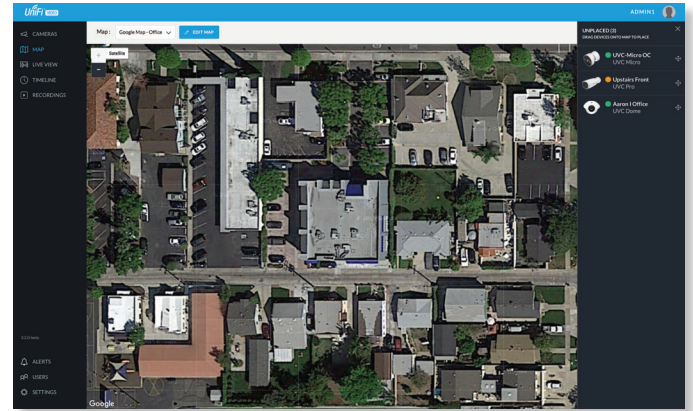 UniFi VIDEO
ADMIN1
CAMERAS
MAP
LIVE VIEW
TIMELINE
RECORDINGS
ALERTS
USERS
SETTINGS
Map: Google Map - Office EDIT MAP
+ Satellite
-
Google
UNPLACED (3)
DRAG DEVICES ONTO MAP TO PLACE
UVC-Micro OC
UVC Micro
Upstairs Front
UVC Pro
Aaron I Office
UVC Dome